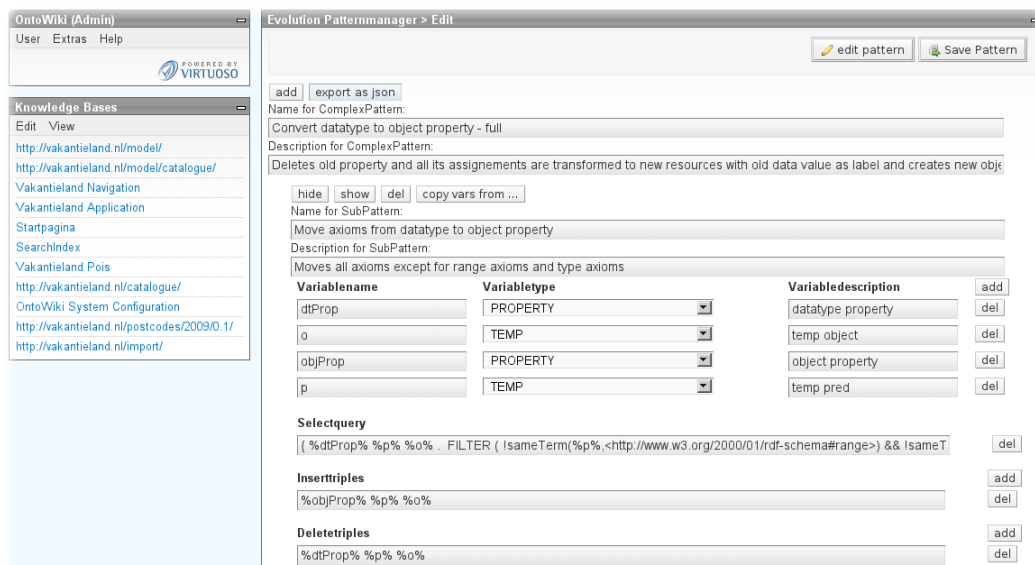 OntoWiki (Admin)
User Extras Help
POWERED BY
VIRTUOSO
Knowledge Bases
Edit View
http://vakantieland.nl/model/
http://vakantieland.nl/model/catalogue/
Vakantieland Navigation
Vakantieland Application
Startpagina
SearchIndex
Vakantieland Pois
http://vakantieland.nl/catalogue/
OntoWiki System Configuration
http://vakantieland.nl/postcodes/2009/0.1/
http://vakantieland.nl/import/
Evolution Patternmanager > Edit
edit pattern Save Pattern
add export as json
Name for ComplexPattern:
Convert datatype to object property - full
Description for ComplexPattern:
Deletes old property and all its assignements are transformed to new resources with old data value as label and creates new obje
hide show del copy vars from ...
Name for SubPattern:
Move axioms from datatype to object property
Description for SubPattern:
Moves all axioms except for range axioms and type axioms
Variablename Variabletype Variabledescription add
dtProp PROPERTY datatype property del
o TEMP temp object del
objProp PROPERTY object property del
p TEMP temp pred del
Selectquery
{ %dtProp% %p% %o% . FILTER ( !sameTerm(%p%,<http://www.w3.org/2000/01/rdf-schema#range>) && !sameT del
Inserttriples add
%objProp% %p% %o% del
Deletetriples add
%dtProp% %p% %o% del